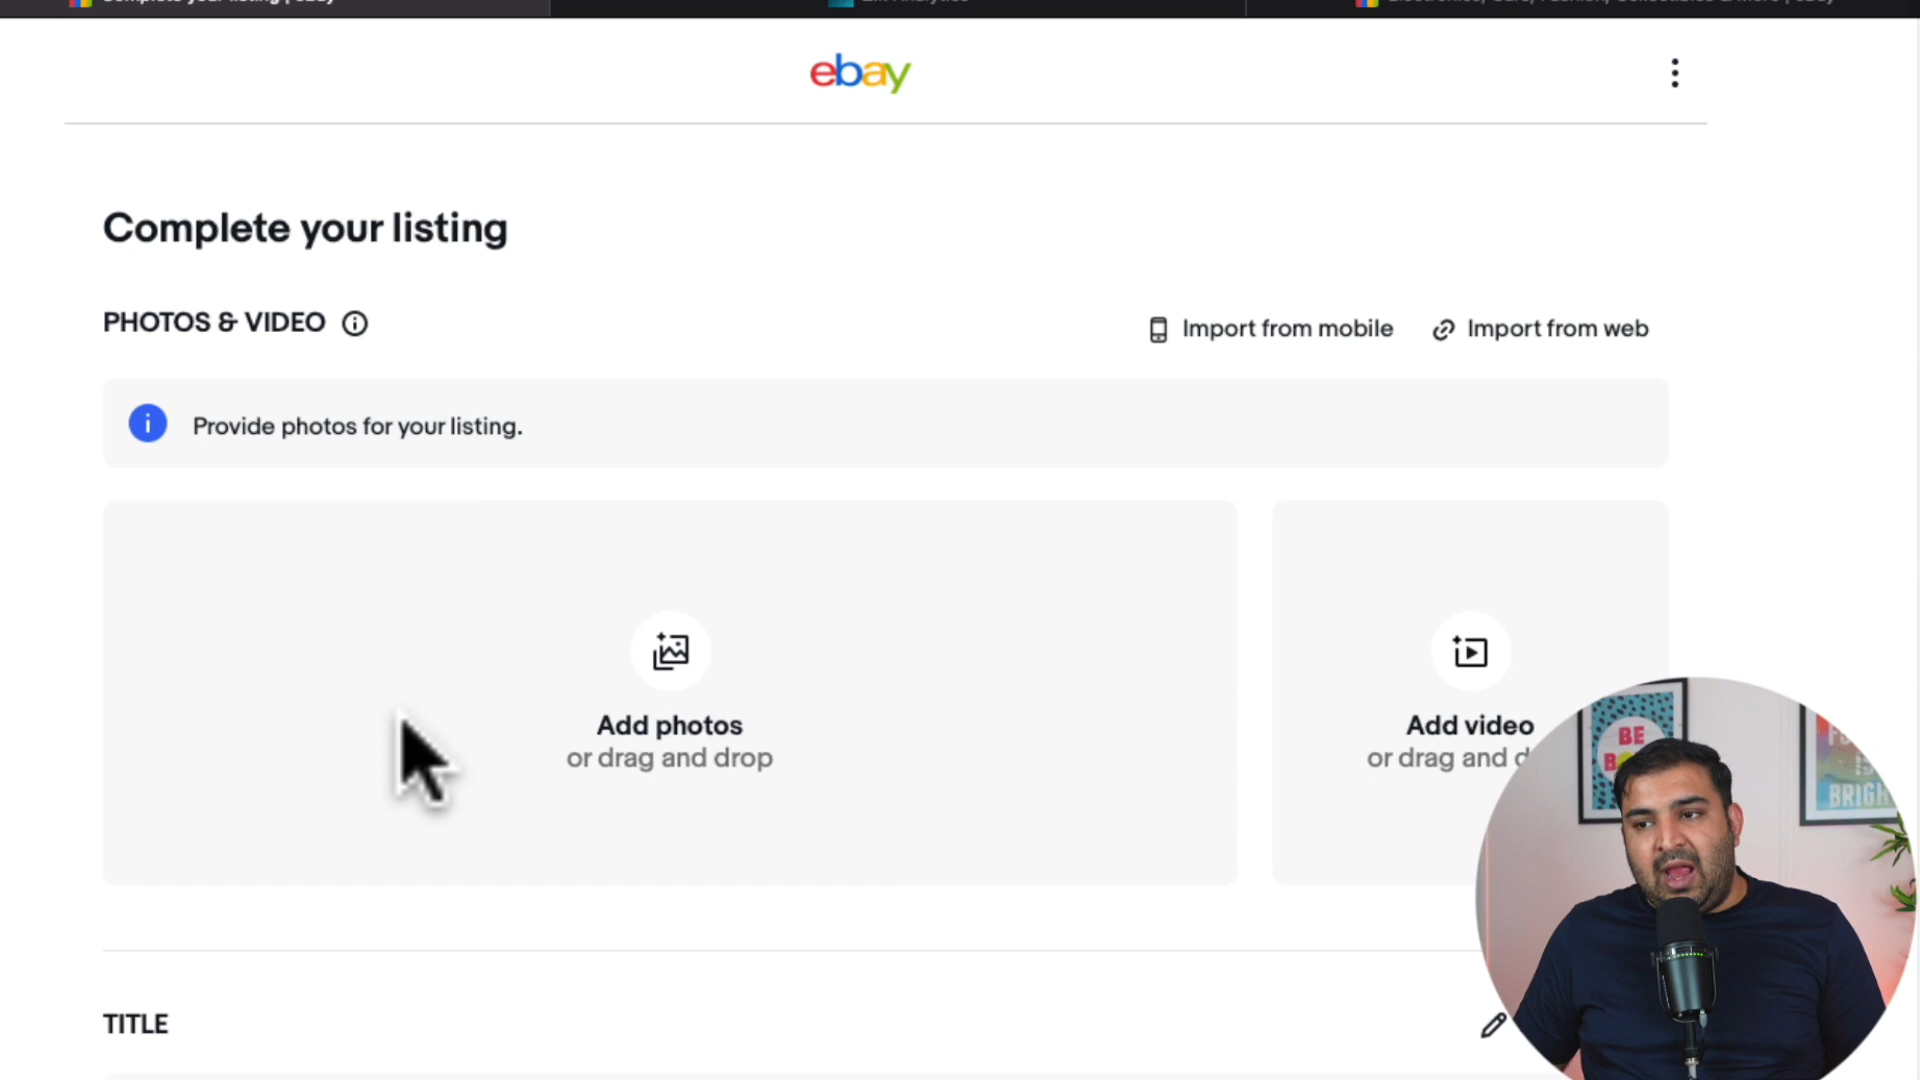 ebay
Complete your listing
PHOTOS & VIDEO
Import from mobile
Import from web
Provide photos for your listing.
Add photos
or drag and drop
Add video
or drag and d
TITLE
BE
BRIGH